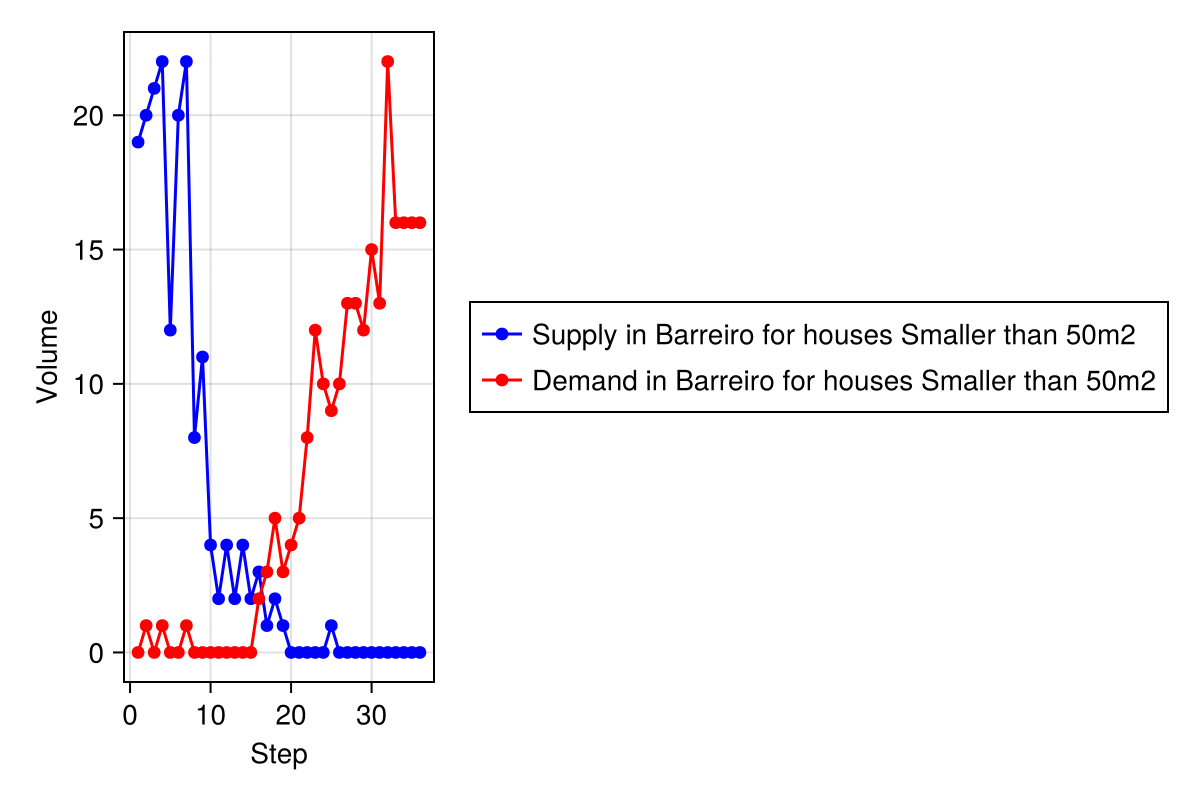 Volume
20
15
10
5
0
0 10 20 30
Step
Supply in Barreiro for houses Smaller than 50m2
Demand in Barreiro for houses Smaller than 50m2